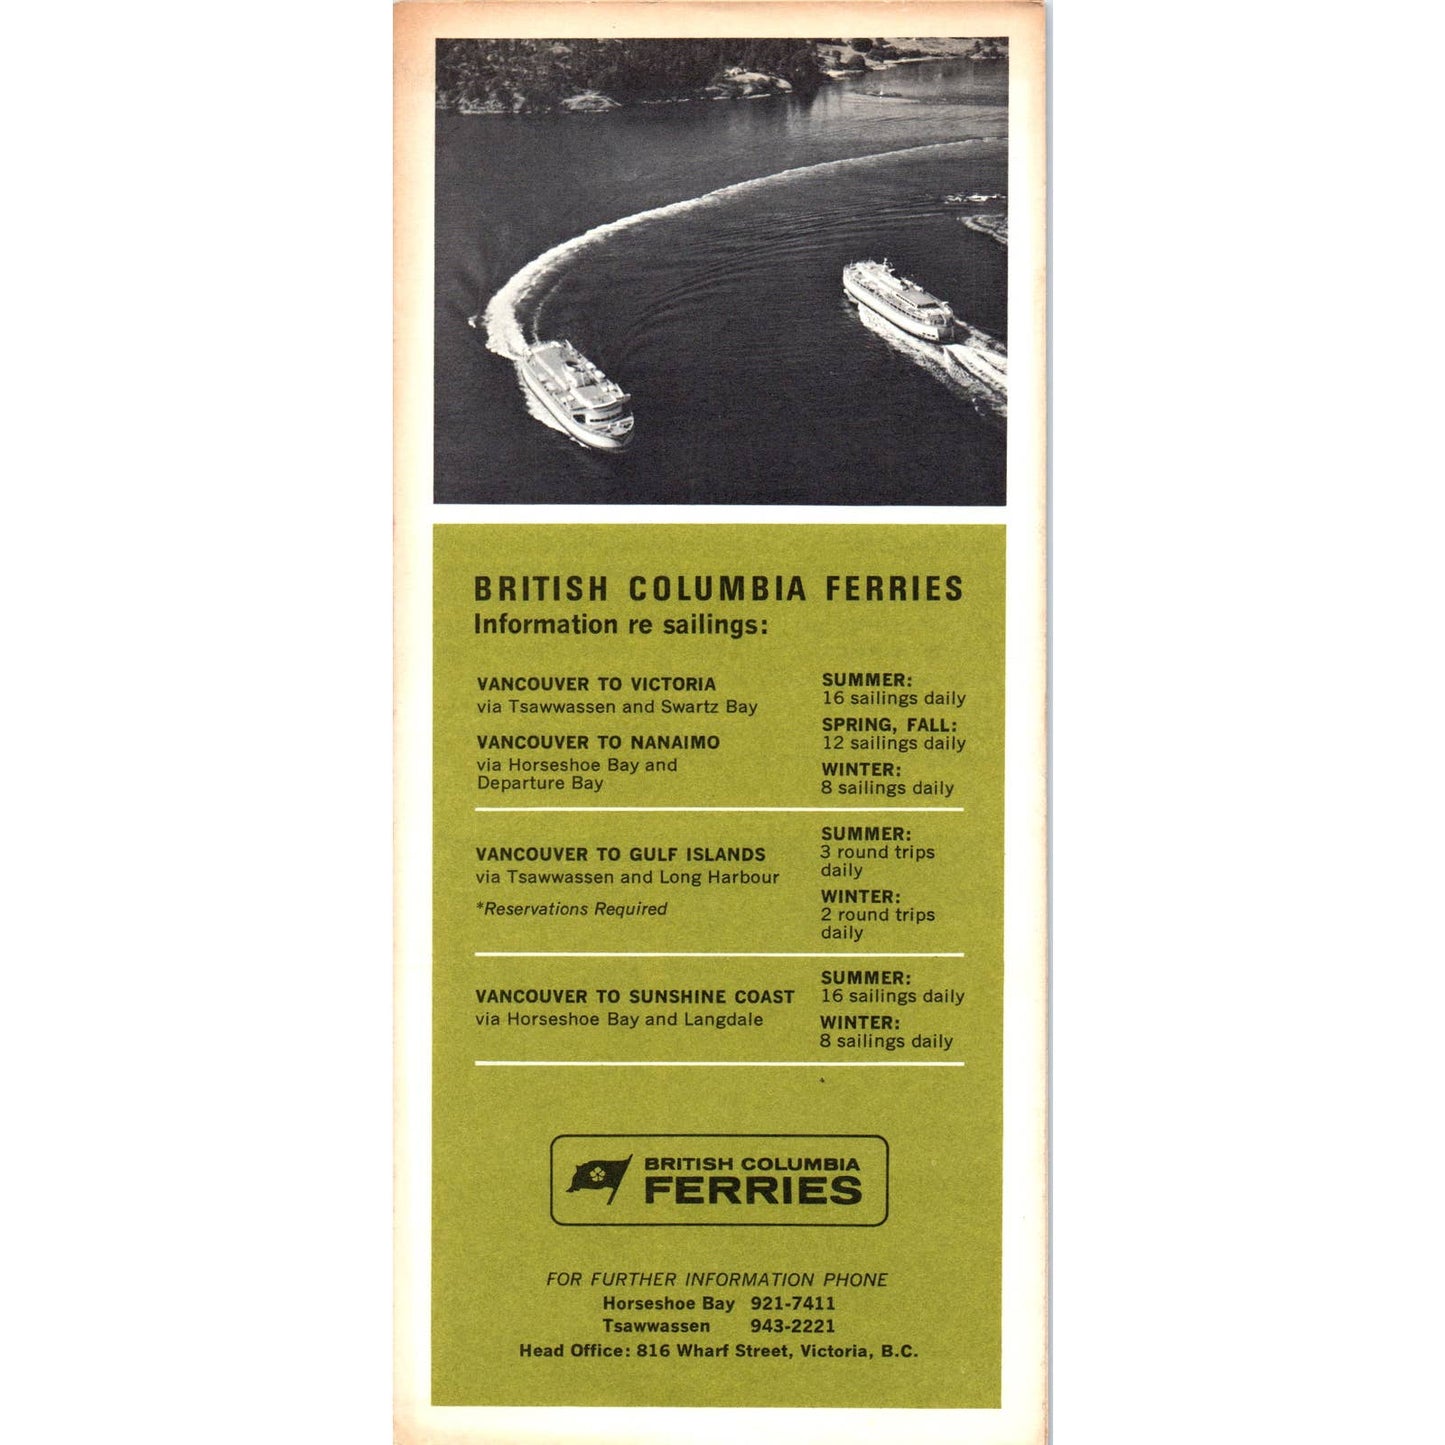 BRITISH COLUMBIA FERRIES
Information re sailings:
VANCOUVER TO VICTORIA
via Tsawwassen and Swartz Bay
VANCOUVER TO NANAIMO
via Horseshoe Bay and
Departure Bay
SUMMER:
16 sailings daily
SPRING, FALL:
12 sailings daily
WINTER:
8 sailings daily
VANCOUVER TO GULF ISLANDS
via Tsawwassen and Long Harbour
*Reservations Required
SUMMER:
3 round trips
daily
WINTER:
2 round trips
daily
VANCOUVER TO SUNSHINE COAST
via Horseshoe Bay and Langdale
SUMMER:
16 sailings daily
WINTER:
8 sailings daily
BRITISH COLUMBIA
FERRIES
FOR FURTHER INFORMATION PHONE
Horseshoe Bay 921-7411
Tsawwassen 943-2221
Head Office: 816 Wharf Street, Victoria, B.C.